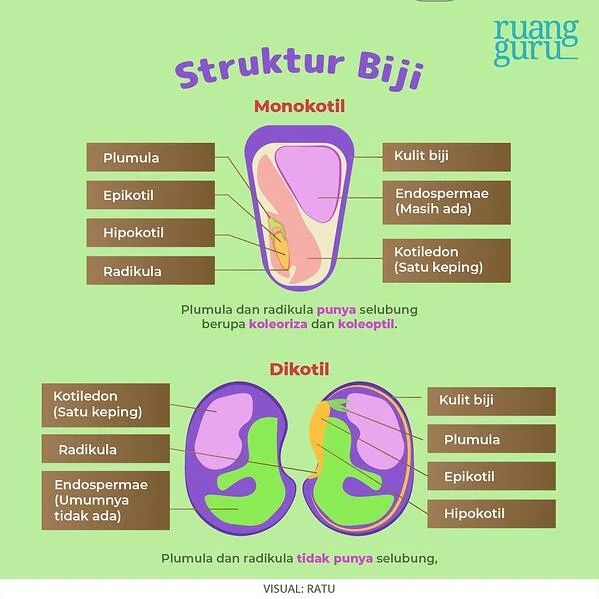 ruang
guru
Struktur Biji
Monokotil
Plumula
Epikotil
Hipokotil
Radikula
Kulit biji
Endospermae
(Masih ada)
Kotiledon
(Satu keping)
Plumula dan radikula punya selubung
berupa koleoriza dan koleoptil.
Dikotil
Kotiledon
(Satu keping)
Radikula
Endospermae
(Umumnya
tidak ada)
Kulit biji
Plumula
Epikotil
Hipokotil
Plumula dan radikula tidak punya selubung,
VISUAL: RATU